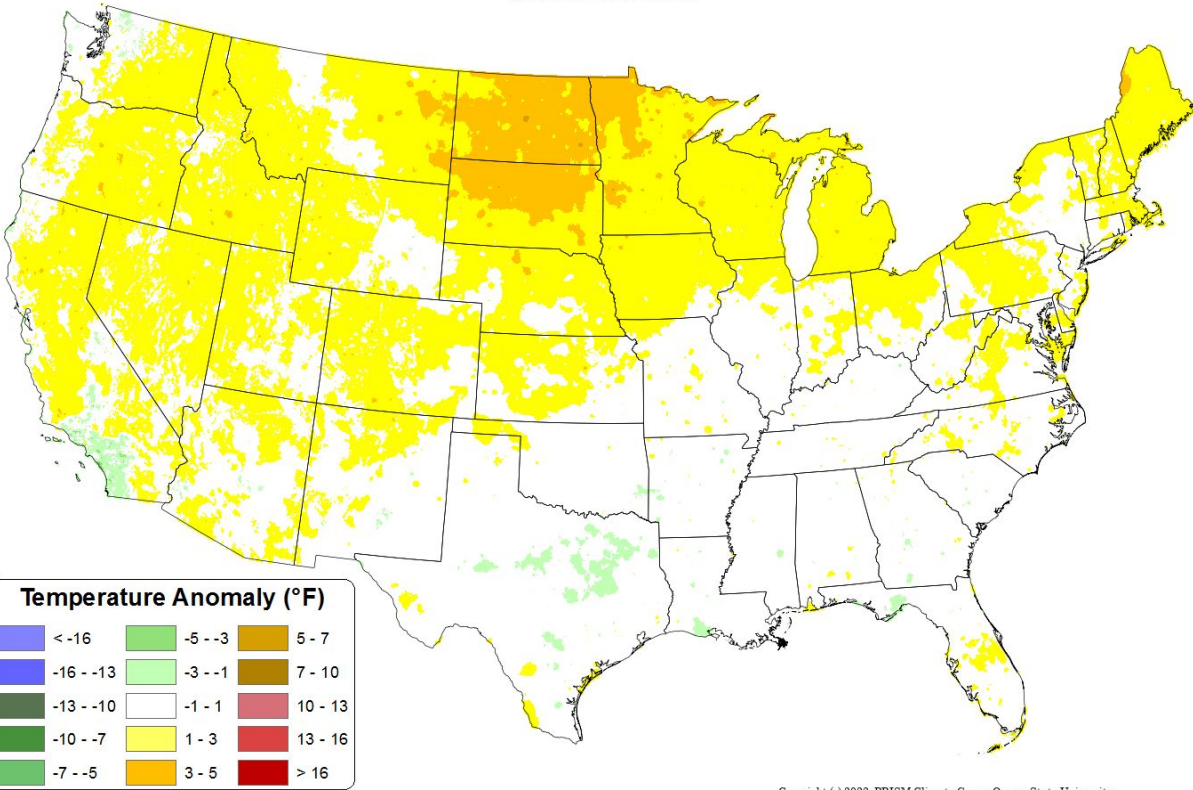 Temperature Anomaly (°F)
< -16 -5 - -3 5 - 7
-16 - -13 -3 - -1 7 - 10
-13 - -10 -1 - 1 10 - 13
-10 - -7 1 - 3 13 - 16
-7 - -5 3 - 5 > 16